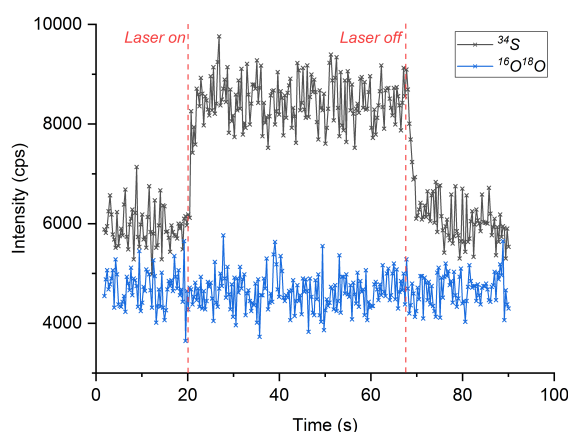 10000
8000
6000
4000
Intensity (cps)
Laser on
Laser off
³⁴S
¹⁶O¹⁸O
0
20
40
60
80
100
Time (s)